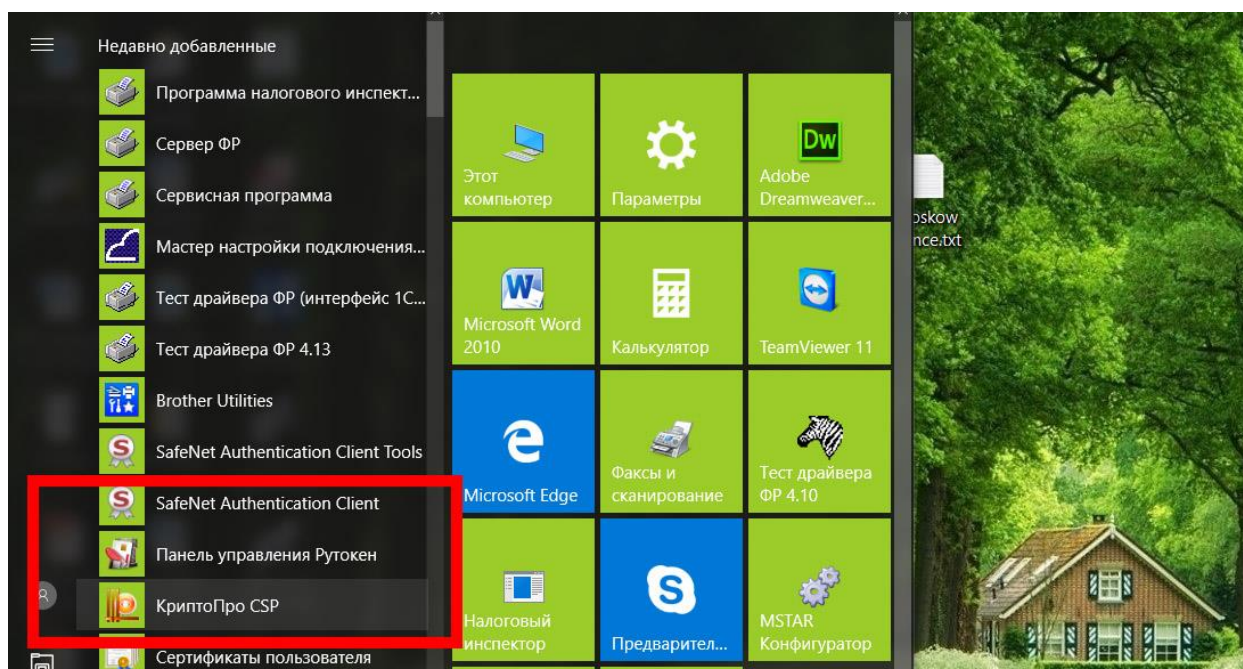 Недавно добавленные
Программа налогового инспект...
Сервер ФР
Сервисная программа
Мастер настройки подключения...
Тест драйвера ФР (интерфейс 1С...
Тест драйвера ФР 4.13
Brother Utilities
SafeNet Authentication Client Tools
SafeNet Authentication Client
Панель управления Рутокен
КриптоПро CSP
Сертификаты пользователя
Этот
компьютер
Параметры
Dw
Adobe
Dreamweaver...
Microsoft Word
2010
Калькулятор
TeamViewer 11
Microsoft Edge
Факсы и
сканирование
Тест драйвера
ФР 4.10
Налоговый
инспектор
Предварител...
MSTAR
Конфигуратор
oskow
nce.txt